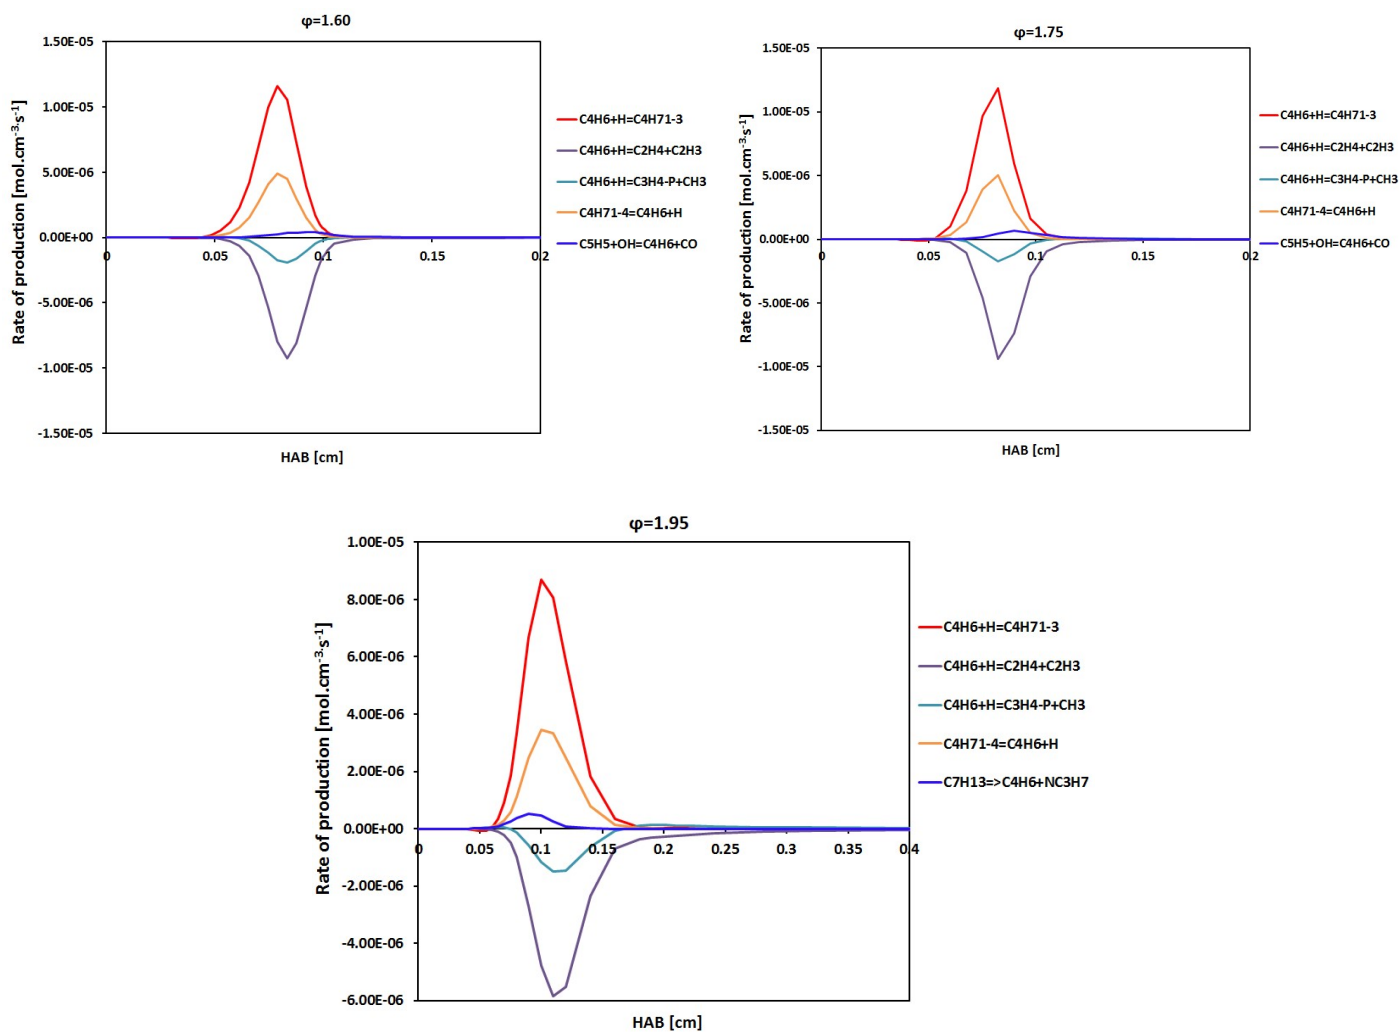 φ=1.60
1.50E-05
1.00E-05
5.00E-06
0.00E+00
-5.00E-06
-1.00E-05
-1.50E-05
0
0.05
0.1
0.15
0.2
Rate of production [mol.cm-3·s-1]
HAB [cm]
C4H6+H=C4H71-3
C4H6+H=C2H4+C2H3
C4H6+H=C3H4-P+CH3
C4H71-4=C4H6+H
C5H5+OH=C4H6+CO
φ=1.75
1.50E-05
1.00E-05
5.00E-06
0.00E+00
-5.00E-06
-1.00E-05
-1.50E-05
0
0.05
0.1
0.15
0.2
Rate of production [mol.cm-3·s-1]
HAB [cm]
C4H6+H=C4H71-3
C4H6+H=C2H4+C2H3
C4H6+H=C3H4-P+CH3
C4H71-4=C4H6+H
C5H5+OH=C4H6+CO
φ=1.95
1.00E-05
8.00E-06
6.00E-06
4.00E-06
2.00E-06
0.00E+00
-2.00E-06
-4.00E-06
-6.00E-06
0
0.05
0.1
0.15
0.2
0.25
0.3
0.35
0.4
Rate of production [mol.cm-3·s-1]
HAB [cm]
C4H6+H=C4H71-3
C4H6+H=C2H4+C2H3
C4H6+H=C3H4-P+CH3
C4H71-4=C4H6+H
C7H13=>C4H6+NC3H7